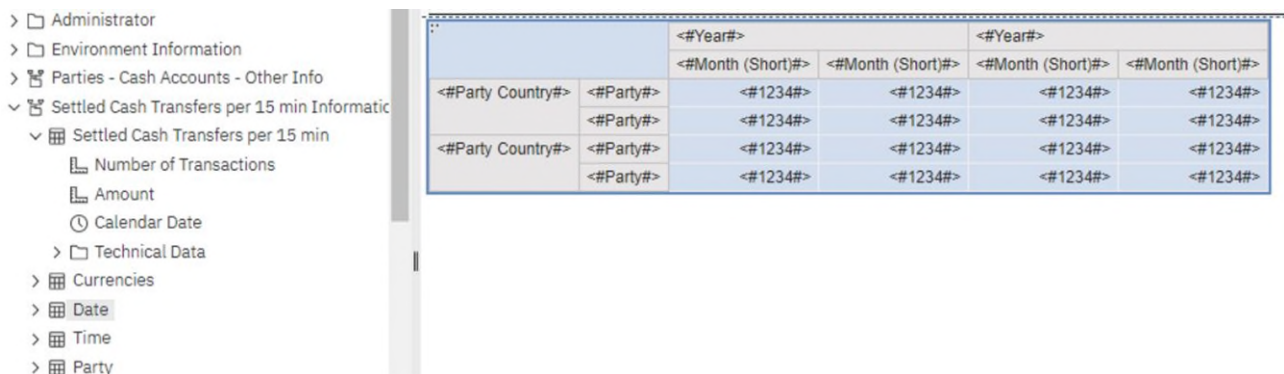 Administrator
Environment Information
Parties - Cash Accounts - Other Info
Settled Cash Transfers per 15 min Informatic
Settled Cash Transfers per 15 min
Number of Transactions
Amount
Calendar Date
Technical Data
Currencies
Date
Time
Party
<#Year#> <#Year#>
<#Month (Short)#> <#Month (Short)#> <#Month (Short)#> <#Month (Short)#>
<#Party Country#> <#Party#> <#1234#> <#1234#> <#1234#> <#1234#>
<#Party#> <#1234#> <#1234#> <#1234#> <#1234#>
<#Party Country#> <#Party#> <#1234#> <#1234#> <#1234#> <#1234#>
<#Party#> <#1234#> <#1234#> <#1234#> <#1234#>